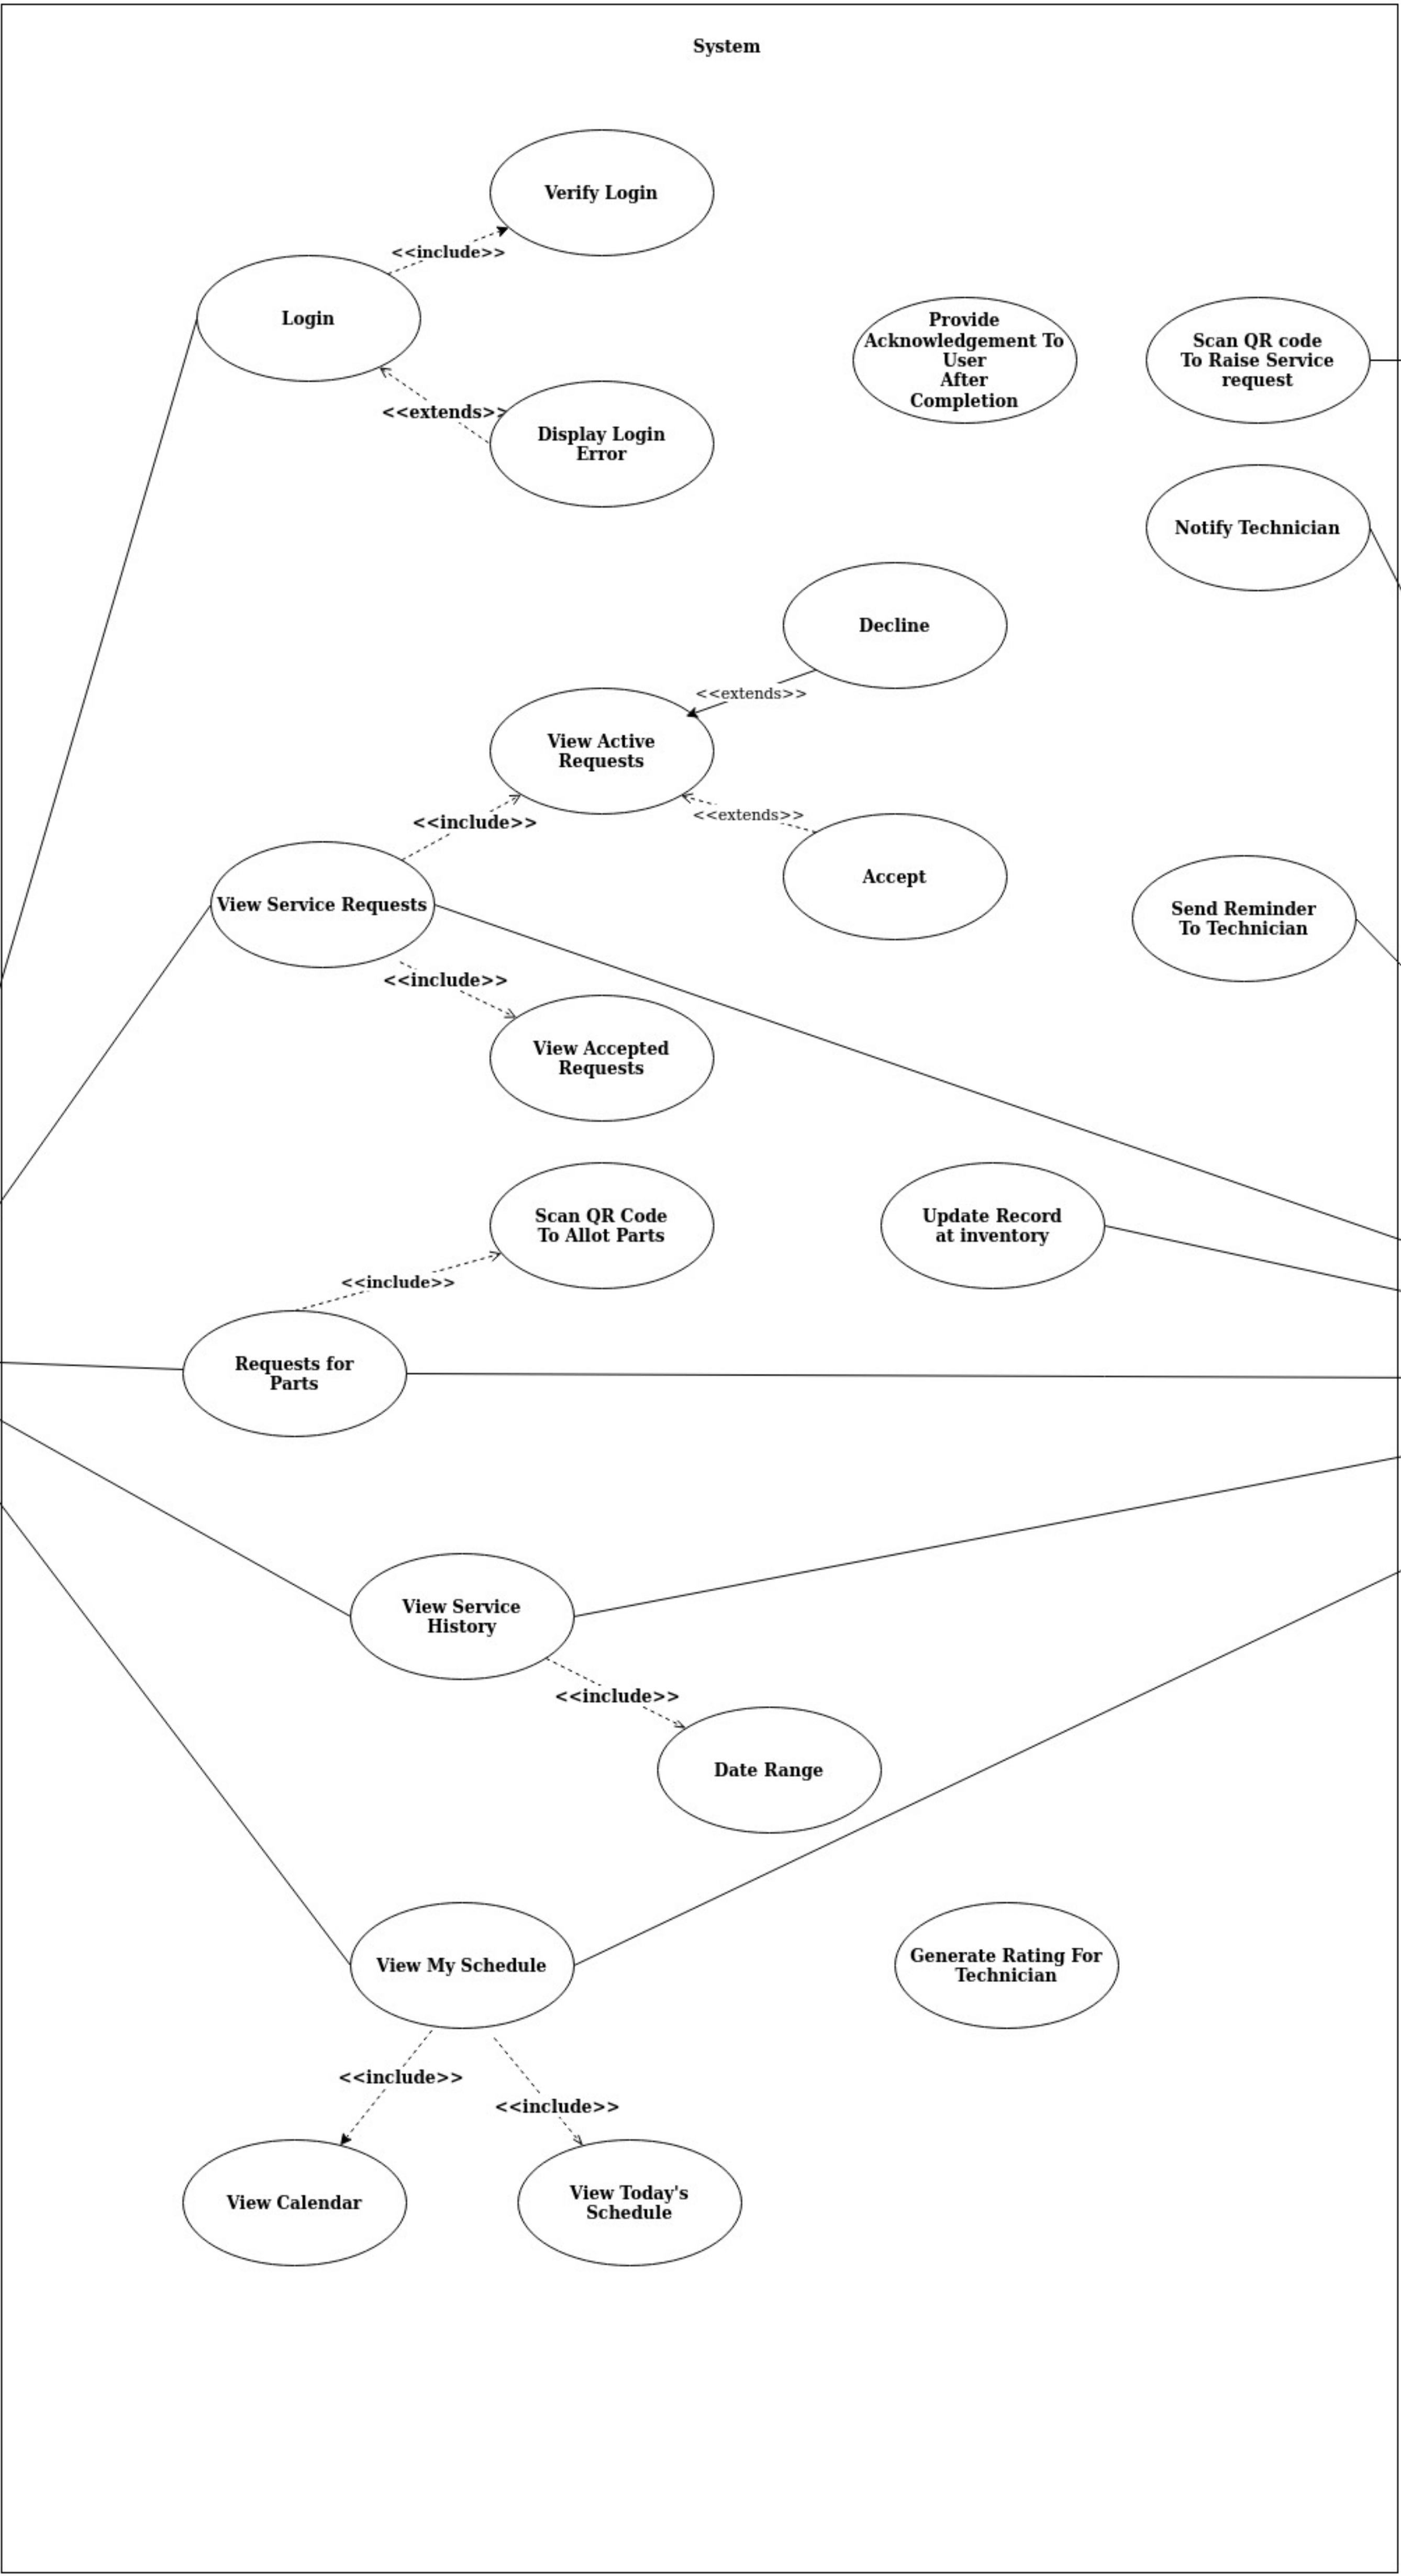 System
Verify Login
<<include>>
Login
Provide
Acknowledgement To
User
After
Completion
Scan QR code
To Raise Service
request
<<extends>>
Display Login
Error
Notify Technician
Decline
<<extends>>
View Active
Requests
<<include>>
<<extends>>
Accept
View Service Requests
Send Reminder
To Technician
<<include>>
View Accepted
Requests
Scan QR Code
To Allot Parts
Update Record
at inventory
<<include>>
Requests for
Parts
View Service
History
<<include>>
Date Range
View My Schedule
Generate Rating For
Technician
<<include>>
<<include>>
View Calendar
View Today's
Schedule